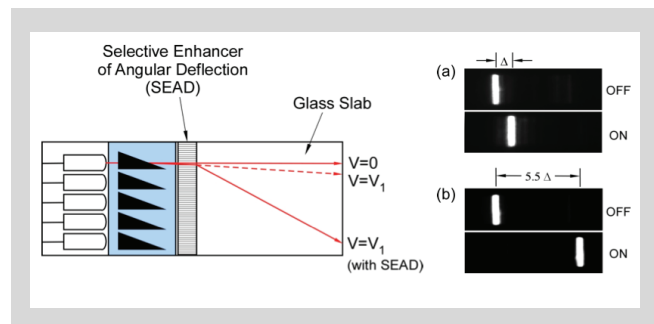 Selective Enhancer
of Angular Deflection
(SEAD)
Glass Slab
V=0
V=V₁
V=V₁
(with SEAD)
(a)
Δ
OFF
ON
(b)
5.5 Δ
OFF
ON